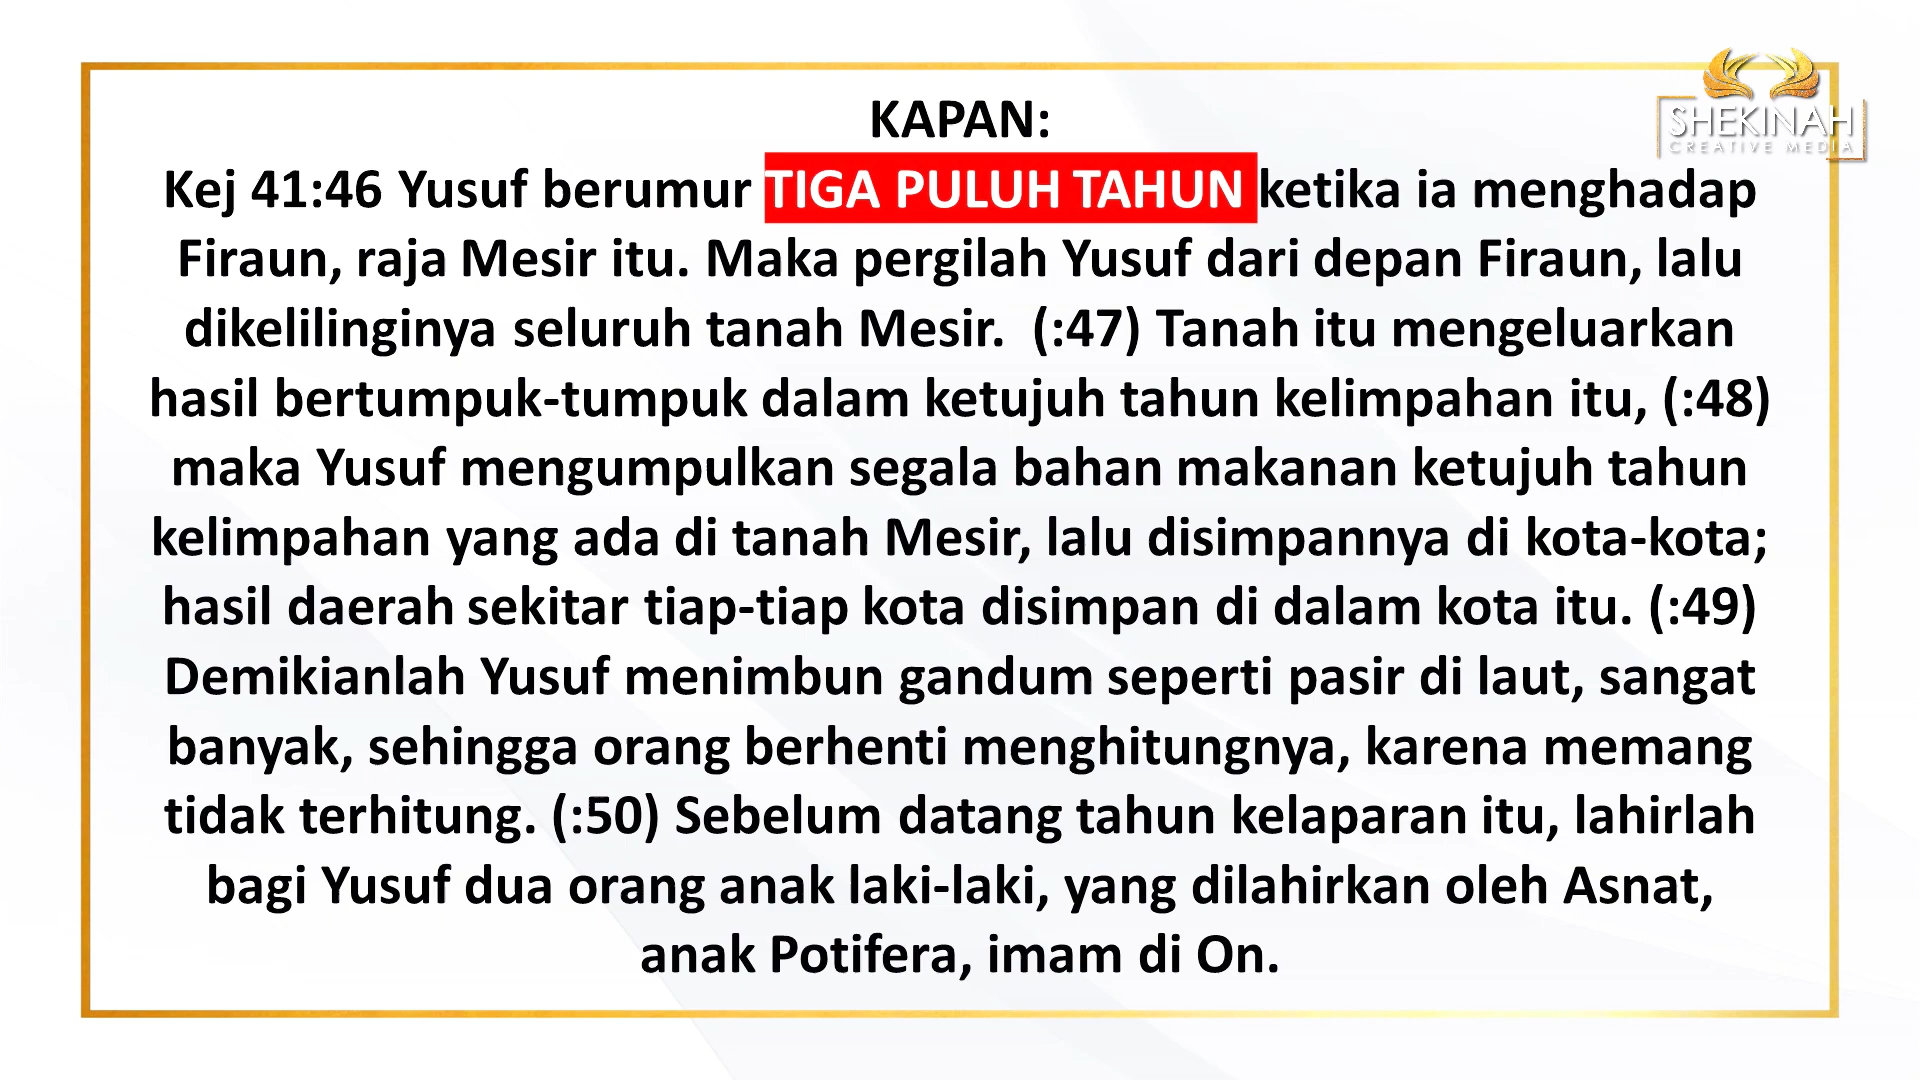 SHEKINAH
CREATIVE MEDIA
KAPAN:
Kej 41:46 Yusuf berumur TIGA PULUH TAHUN ketika ia menghadap
Firaun, raja Mesir itu. Maka pergilah Yusuf dari depan Firaun, lalu
dikelilinginya seluruh tanah Mesir. (:47) Tanah itu mengeluarkan
hasil bertumpuk-tumpuk dalam ketujuh tahun kelimpahan itu, (:48)
maka Yusuf mengumpulkan segala bahan makanan ketujuh tahun
kelimpahan yang ada di tanah Mesir, lalu disimpannya di kota-kota;
hasil daerah sekitar tiap-tiap kota disimpan di dalam kota itu. (:49)
Demikianlah Yusuf menimbun gandum seperti pasir di laut, sangat
banyak, sehingga orang berhenti menghitungnya, karena memang
tidak terhitung. (:50) Sebelum datang tahun kelaparan itu, lahirlah
bagi Yusuf dua orang anak laki-laki, yang dilahirkan oleh Asnat,
anak Potifera, imam di On.